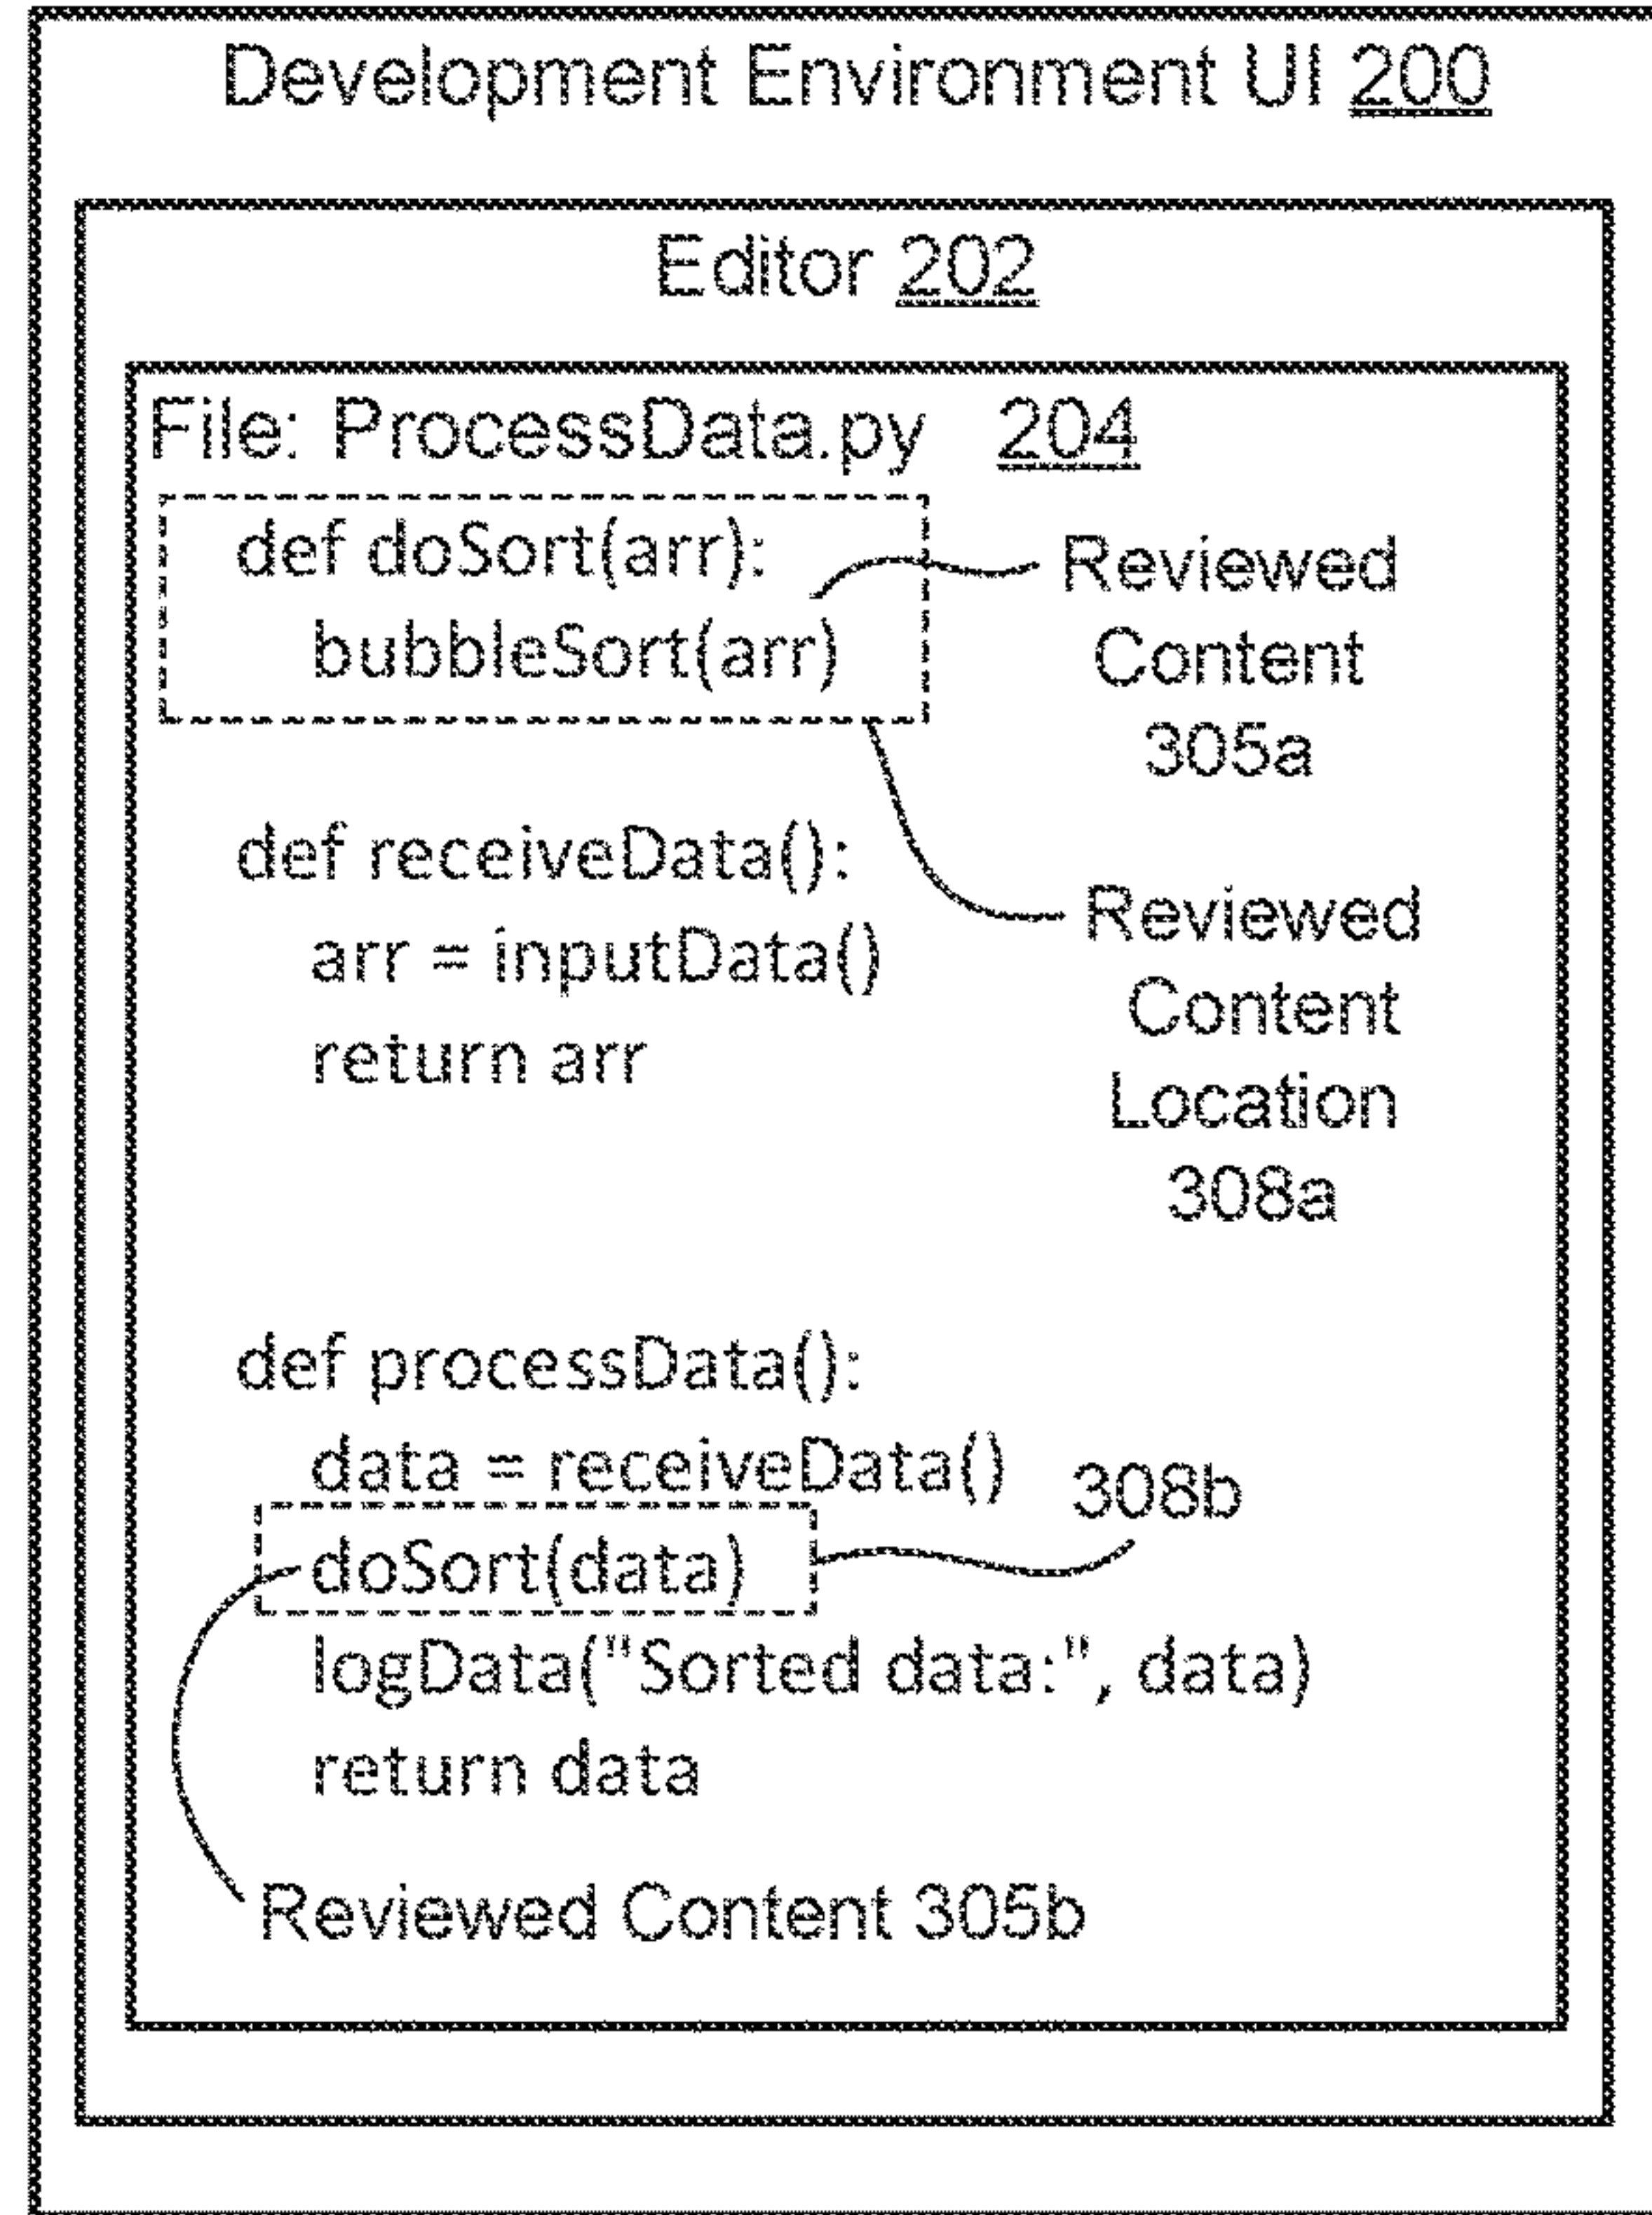 Development Environment UI 200
Editor 202
File: ProcessData.py 204
def doSort(arr):
bubbleSort(arr)
Reviewed
Content
305a
def receiveData():
arr = inputData()
return arr
Reviewed
Content
Location
308a
def processData():
data = receiveData()
308b
doSort(data)
logData("Sorted data:", data)
return data
Reviewed Content 305b